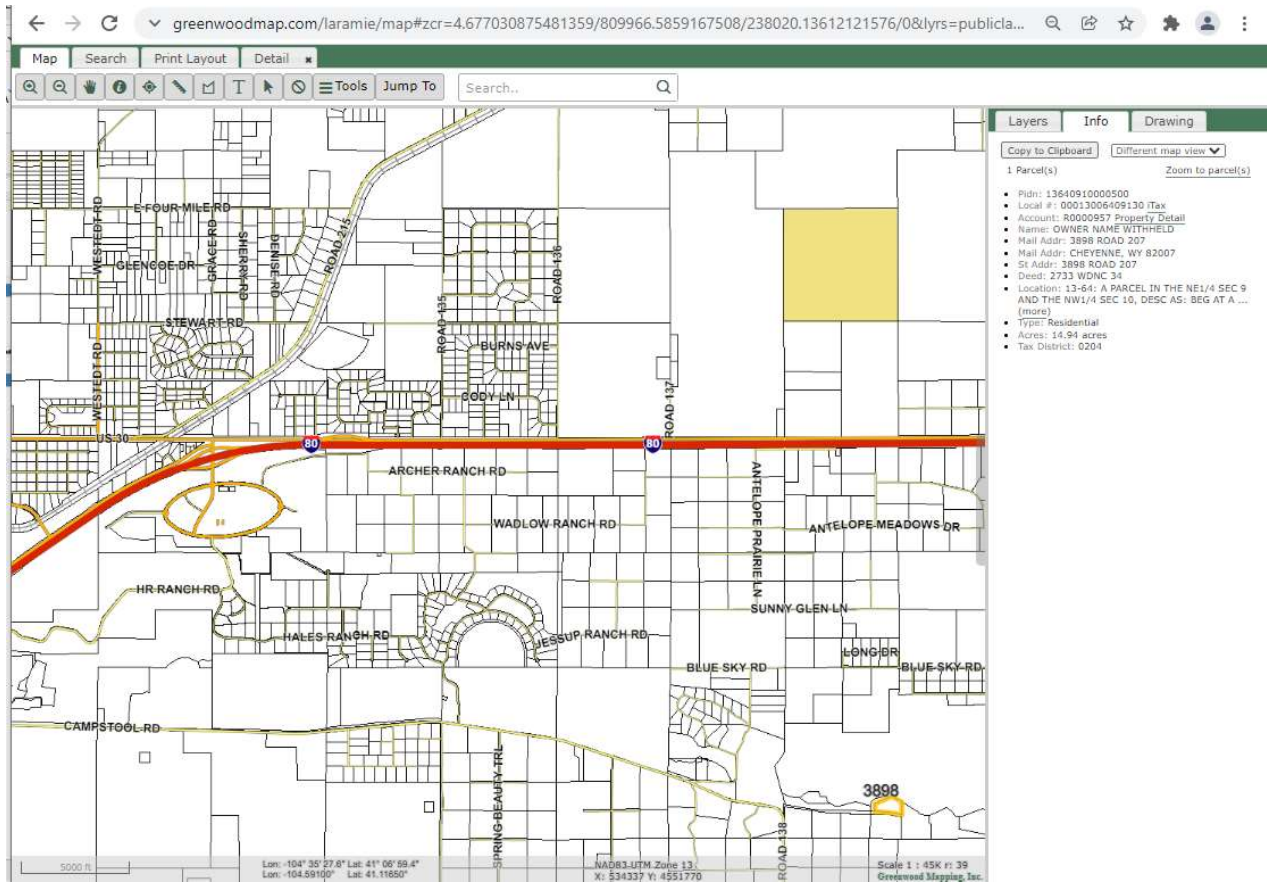 greenwoodmap.com/laramie/map#zcr=4.677030875481359/809966.5859167508/238020.13612121576/0&lyrs=publicla...
Map Search Print Layout Detail
Tools Jump To Search..
Layers Info Drawing
Copy to Clipboard Different map view
1 Parcel(s) Zoom to parcel(s)
Pidn: 13640910000500
Local #: 00013006409130 iTax
Account: R0000957 Property Detail
Name: OWNER NAME WITHHELD
Mail Addr: 3898 ROAD 207
Mail Addr: CHEYENNE, WY 82007
St Addr: 3898 ROAD 207
Deed: 2733 WDNC 34
Location: 13-64: A PARCEL IN THE NE1/4 SEC 9
AND THE NW1/4 SEC 10, DESC AS: BEG AT A ...
(more)
Type: Residential
Acres: 14.94 acres
Tax District: 0204
WESTEDT RD
E FOUR MILE RD
GRACE RD
SHERRY RD
DENISE RD
ROAD 215
ROAD 136
GLENCOE DR
STEWART RD
ROAD 135
BURNS AVE
WESTEDT RD
CODY LN
ROAD 137
US 30
80
80
ARCHER RANCH RD
ANTELOPE PRAIRIE LN
WADLOW RANCH RD
ANTELOPE MEADOWS DR
HR RANCH RD
SUNNY GLEN LN
HALES RANCH RD
JESSUP RANCH RD
LONG DR
BLUE SKY RD
BLUE SKY RD
CAMPSTOOL RD
SPRING BEAUTY TRL
3898
ROAD 138
5000 ft
Lon: -104° 35' 27.6" Lat: 41° 06' 59.4"
Lon: -104.59100° Lat: 41.11650°
NAD83-UTM Zone 13
X: 534337 Y: 4551770
Scale 1 : 45K r: 39
Greenwood Mapping, Inc.